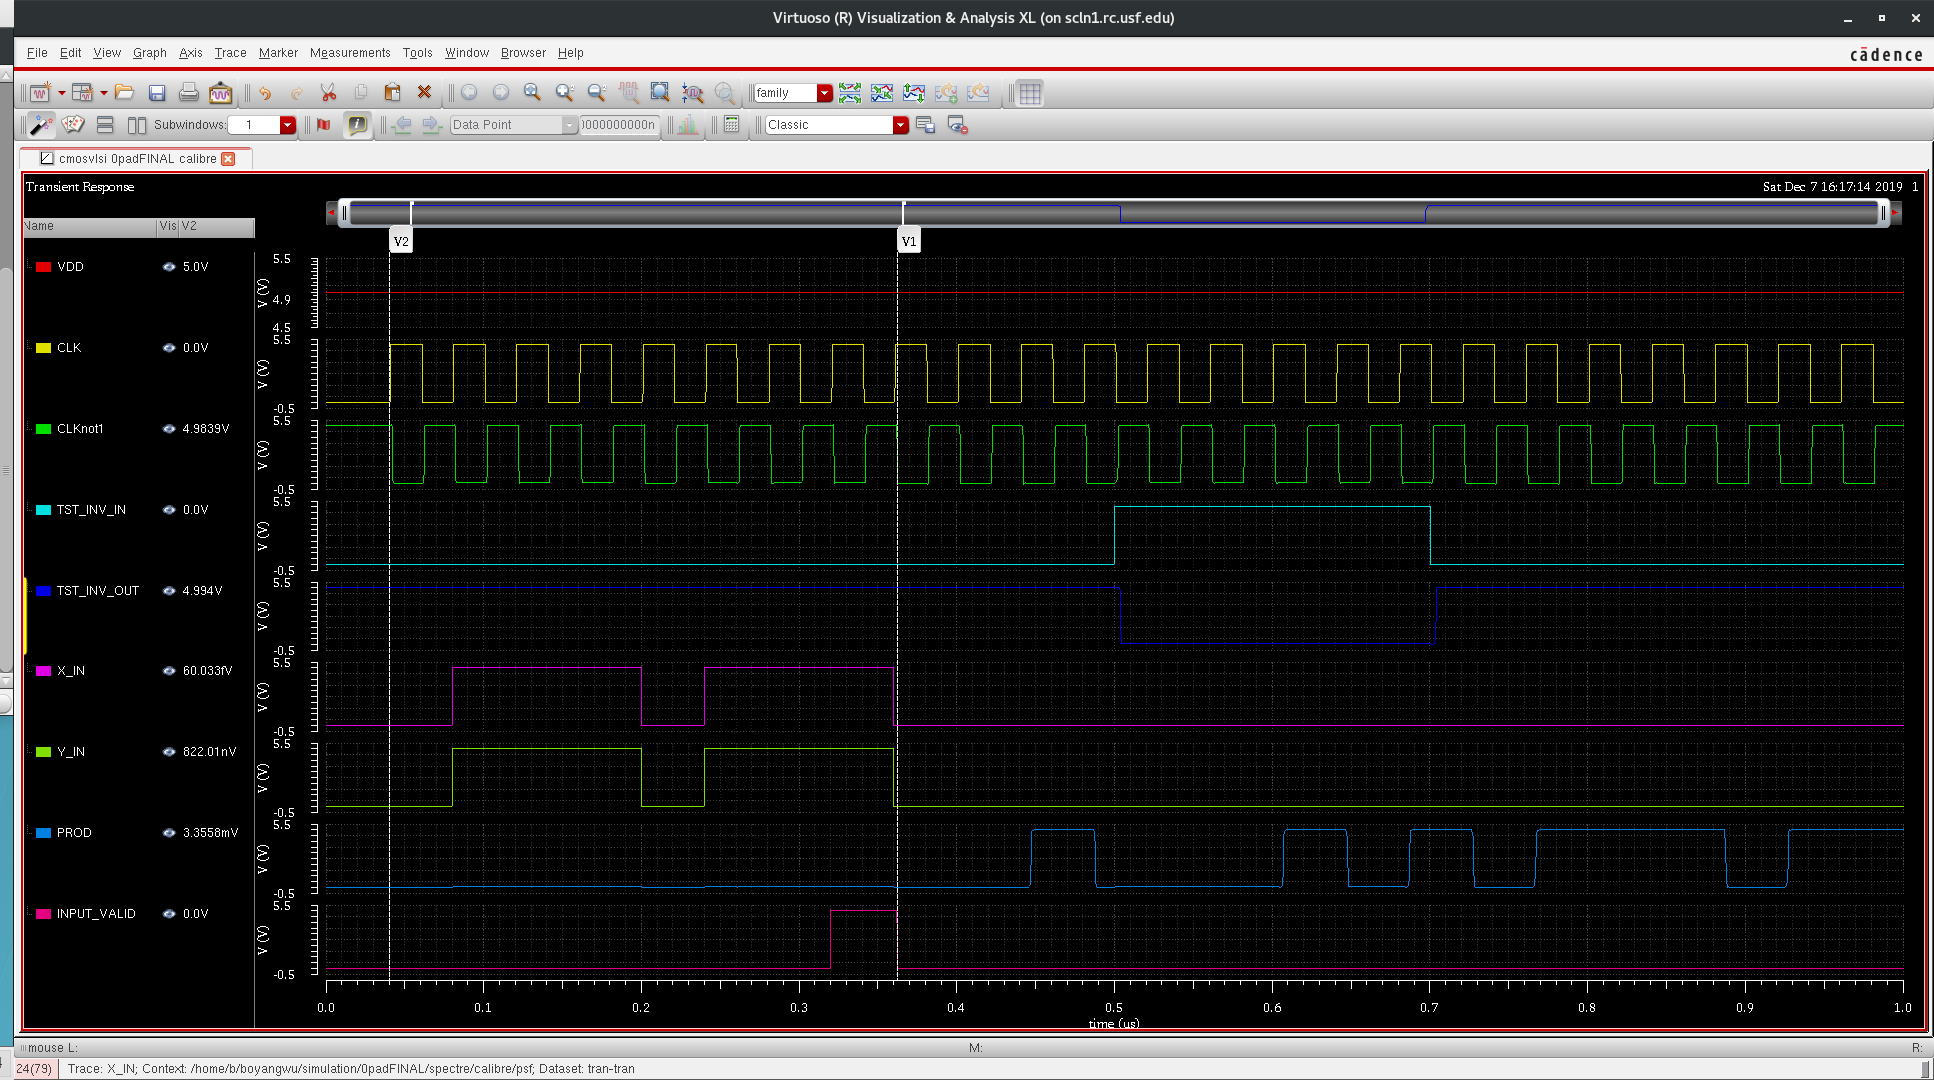 Virtuoso (R) Visualization & Analysis XL (on scln1.rc.usf.edu)
File Edit View Graph Axis Trace Marker Measurements Tools Window Browser Help
cādence
family
Subwindows: 1 Data Point 000000000n Classic
cmosvlsi 0padFINAL calibre
Transient Response Sat Dec 7 16:17:14 2019 1
Name Vis V2
V2 V1
VDD 5.0V
V (V) 5.5 4.9 4.5
CLK 0.0V
V (V) 5.5 -0.5
CLKnot1 4.9839V
V (V) 5.5 -0.5
TST_INV_IN 0.0V
V (V) 5.5 -0.5
TST_INV_OUT 4.994V
V (V) 5.5 -0.5
X_IN 60.033fV
V (V) 5.5 -0.5
Y_IN 822.01nV
V (V) 5.5 -0.5
PROD 3.3558mV
V (V) 5.5 -0.5
INPUT_VALID 0.0V
V (V) 5.5 -0.5
0.0 0.1 0.2 0.3 0.4 0.5 0.6 0.7 0.8 0.9 1.0
time (us)
mouse L: M: R:
24(79) Trace: X_IN; Context: /home/b/boyangwu/simulation/0padFINAL/spectre/calibre/psf; Dataset: tran-tran